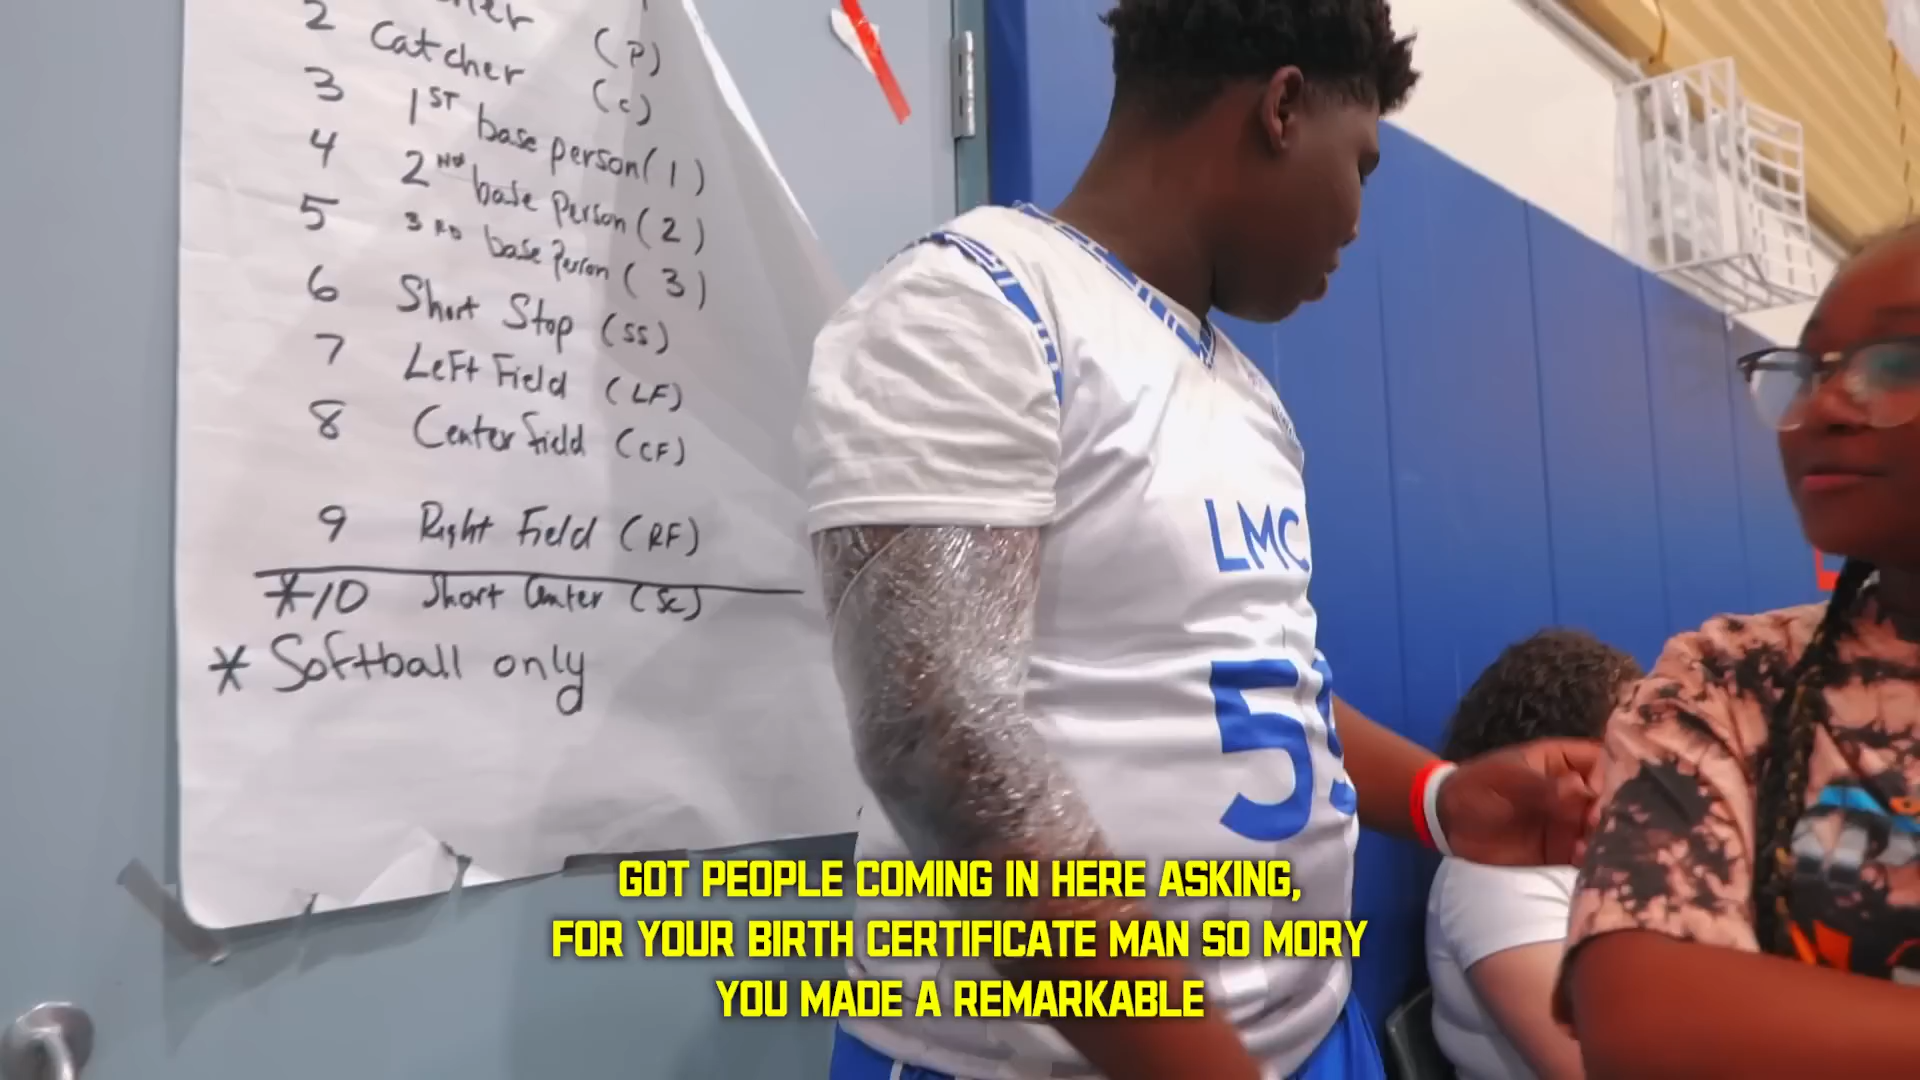 2 Catcher (P)
3 1ST base person (C)
4 2ND base Person (1)
5 3RD base Person (2)
6 Short Stop (3)
7 Left Field (SS)
8 Center field (LF)
9 Right Field (CF)
(RF)
*10 Short Center (SC)
* Softball only
LMC
59
GOT PEOPLE COMING IN HERE ASKING,
FOR YOUR BIRTH CERTIFICATE MAN SO MORY
YOU MADE A REMARKABLE